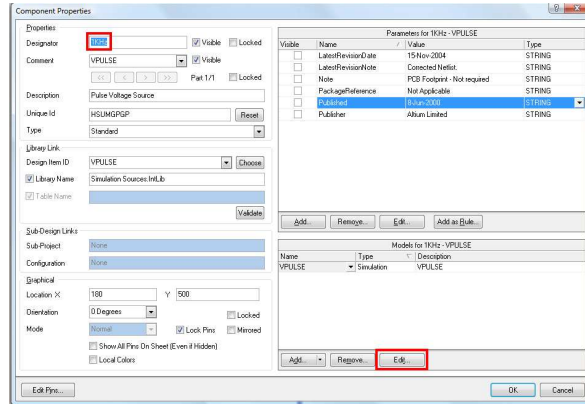 Component Properties
Properties
Designator 1KHz Visible Locked
Comment VPULSE Visible
<< < > >> Part 1/1 Locked
Description Pulse Voltage Source
Unique Id HSUMGPGP Reset
Type Standard
Library Link
Design Item ID VPULSE Choose
Library Name Simulation Sources.IntLib
Table Name
Validate
Sub-Design Links
Sub-Project None
Configuration None
Graphical
Location X 180 Y 500
Orientation 0 Degrees Locked
Mode Normal Lock Pins Mirrored
Show All Pins On Sheet (Even if Hidden)
Local Colors
Edit Pins...
Parameters for 1KHz - VPULSE
Visible Name / Value Type
LatestRevisionDate 15-Nov-2004 STRING
LatestRevisionNote Corrected Netlist. STRING
Note PCB Footprint - Not required STRING
PackageReference Not Applicable STRING
Published 8-Jun-2000 STRING
Publisher Altium Limited STRING
Add... Remove... Edit... Add as Rule...
Models for 1KHz - VPULSE
Name Type Description
VPULSE Simulation VPULSE
Add... Remove... Edit...
OK Cancel